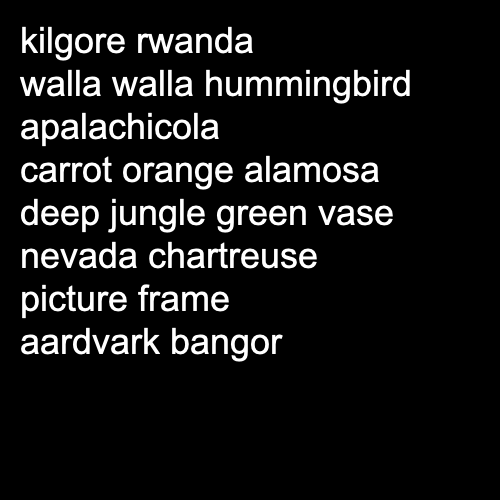 kilgore rwanda
walla walla hummingbird
apalachicola
carrot orange alamosa
deep jungle green vase
nevada chartreuse
picture frame
aardvark bangor